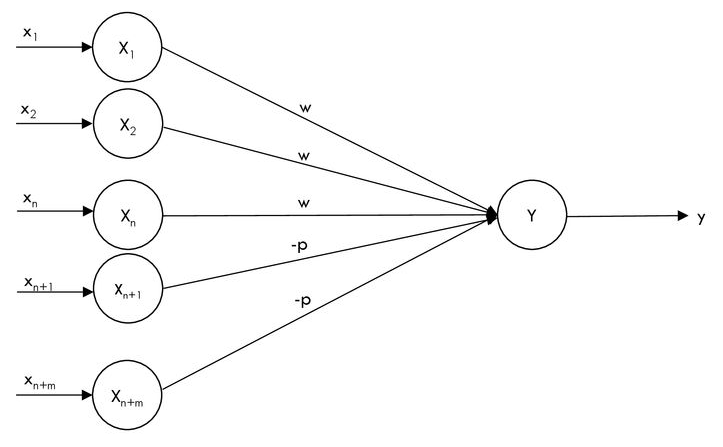 x₁
X₁
w
x₂
X₂
w
xₙ
Xₙ
w
Y
y
-p
xₙ₊₁
Xₙ₊₁
-p
xₙ₊ₘ
Xₙ₊ₘ